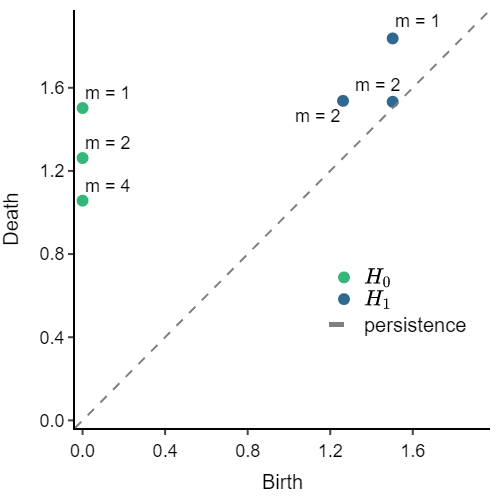 m = 1
1.6
m = 1
m = 2
m = 2
m = 2
1.2
m = 4
Death
0.8
H₀
H₁
0.4
persistence
0.0
0.0 0.4 0.8 1.2 1.6
Birth